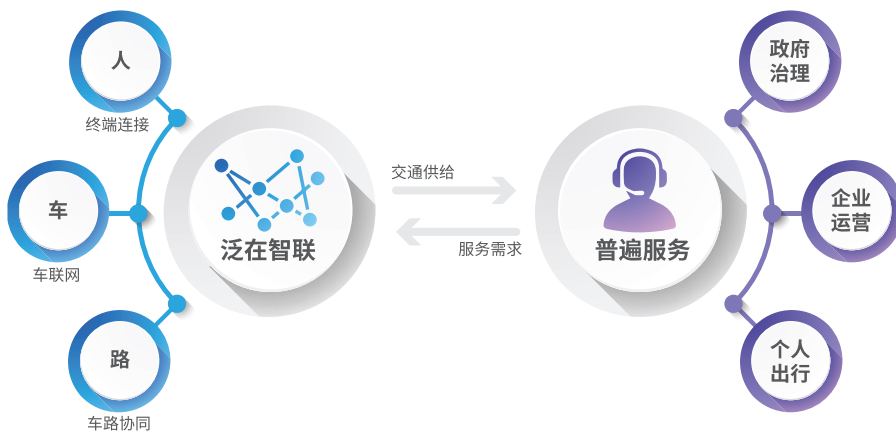 人
终端连接
车
车联网
路
车路协同
泛在智联
交通供给
服务需求
普遍服务
政府
治理
企业
运营
个人
出行